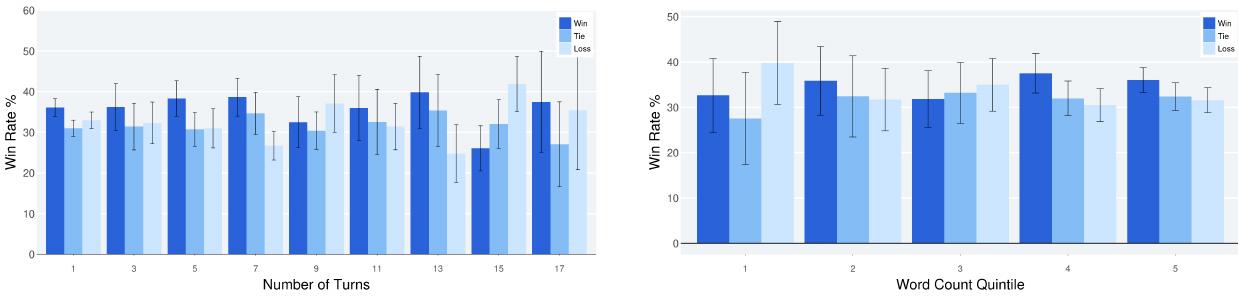 60
50
40
30
20
10
0
Win Rate %
Win
Tie
Loss
1 3 5 7 9 11 13 15 17
Number of Turns
50
40
30
20
10
0
Win Rate %
Win
Tie
Loss
1 2 3 4 5
Word Count Quintile